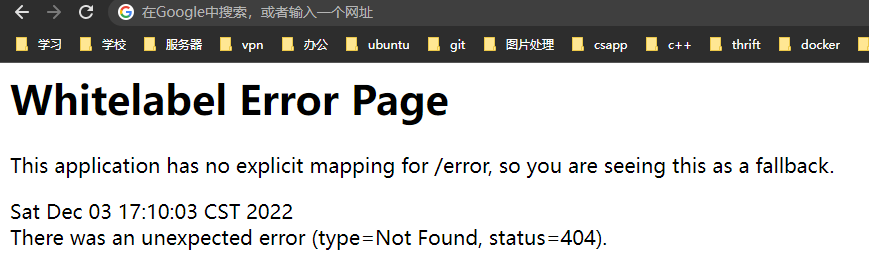 在Google中搜索，或者输入一个网址
学习 学校 服务器 vpn 办公 ubuntu git 图片处理 csapp c++ thrift docker
Whitelabel Error Page
This application has no explicit mapping for /error, so you are seeing this as a fallback.
Sat Dec 03 17:10:03 CST 2022
There was an unexpected error (type=Not Found, status=404).